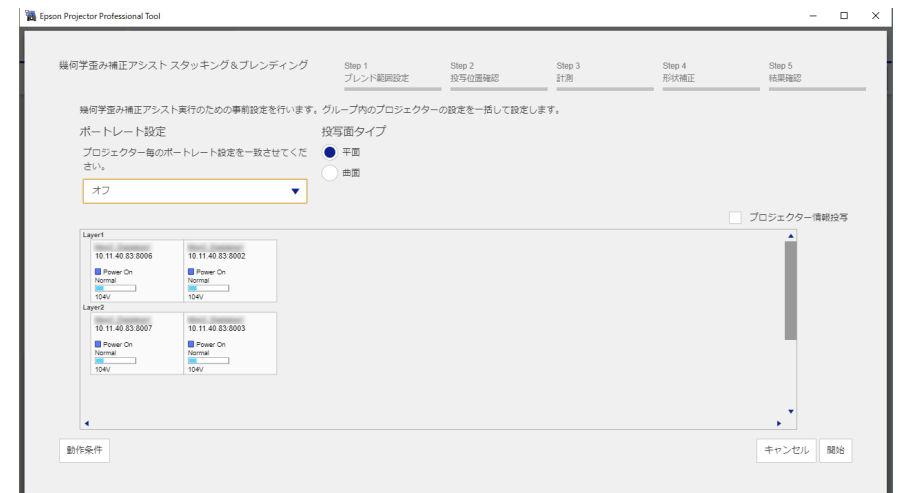 Epson Projector Professional Tool
幾何学歪み補正アシスト スタッキング＆ブレンディング
Step 1
ブレンド範囲設定
Step 2
投写位置確認
Step 3
計測
Step 4
形状補正
Step 5
結果確認
幾何学歪み補正アシスト実行のための事前設定を行います。グループ内のプロジェクターの設定を一括して設定します。
ポートレート設定
プロジェクター毎のポートレート設定を一致させてくだ
さい。
オフ
投写面タイプ
平面
曲面
プロジェクター情報投写
Layer1
10.11.40.83:8006
Power On
Normal
104V
10.11.40.83:8002
Power On
Normal
104V
Layer2
10.11.40.83:8007
Power On
Normal
104V
10.11.40.83:8003
Power On
Normal
104V
動作条件
キャンセル
開始